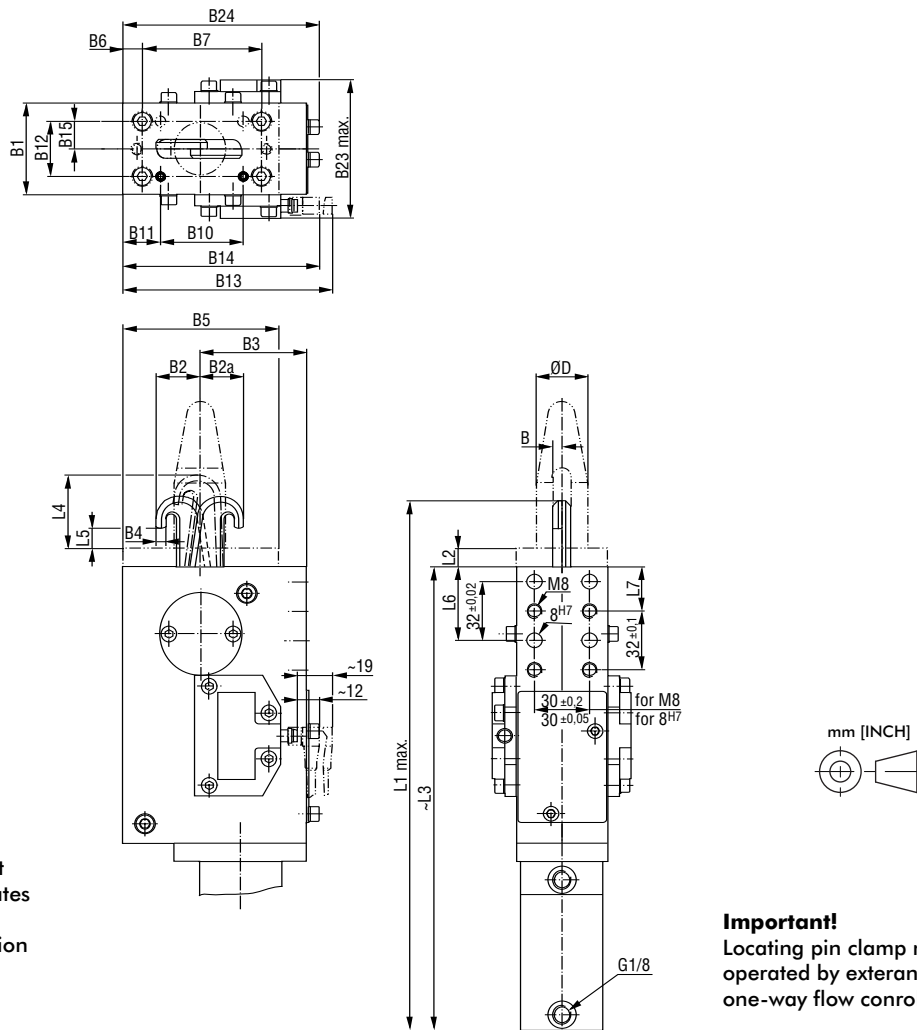 B24
B6
B7
B1
B12
B15
B23 max.
B11
B10
B14
B13
B5
B3
B2
B2a
ØD
B
L4
L5
B4
L2
L6
32 ±0,02
M8
8H7
L7
32 ±0,1
~19
~12
30 ±0,2
for M8
30 ±0,05
for 8H7
mm [INCH]
L1 max.
~L3
G1/8
t
tes
ion
Important!
Locating pin clamp
operated by exteran
one-way flow conro